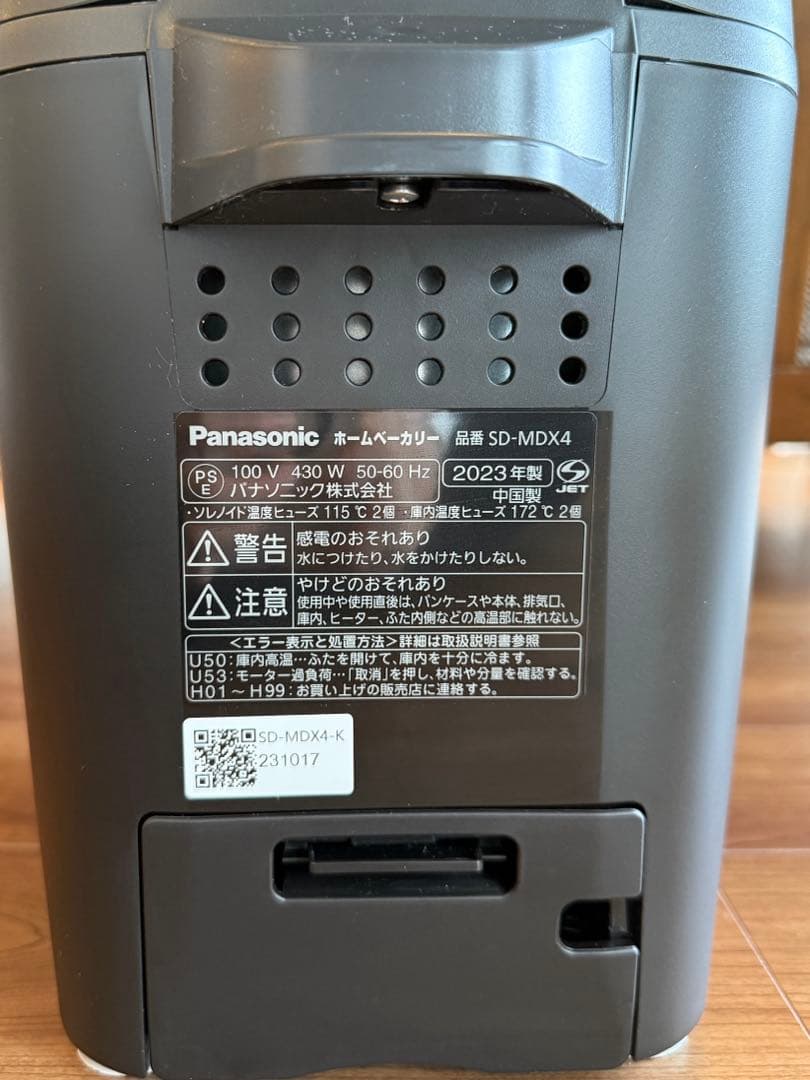 Panasonic ホームベーカリー 品番 SD-MDX4
PS E 100 V 430 W 50-60 Hz 2023年製 S JET
パナソニック株式会社 中国製
・ソレノイド温度ヒューズ 115 ℃ 2個 ・庫内温度ヒューズ 172 ℃ 2個
警告 感電のおそれあり
水につけたり、水をかけたりしない。
注意 やけどのおそれあり
使用中や使用直後は、パンケースや本体、排気口、
庫内、ヒーター、ふた内側などの高温部に触れない。
<エラー表示と処置方法>詳細は取扱説明書参照
U50:庫内高温…ふたを開けて、庫内を十分に冷ます。
U53:モーター過負荷…「取消」を押し、材料や分量を確認する。
H01～H99:お買い上げの販売店に連絡する。
SD-MDX4-K
231017